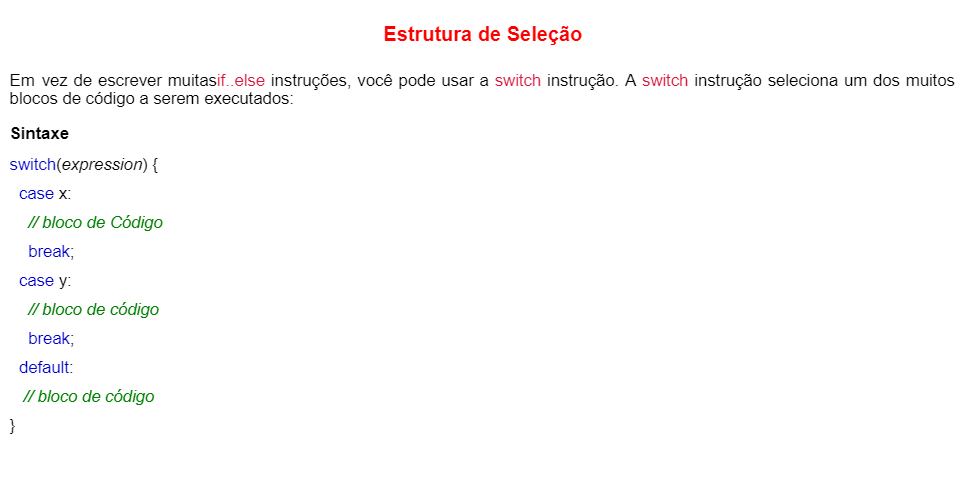 Estrutura de Seleção
Em vez de escrever muitasif..else instruções, você pode usar a switch instrução. A switch instrução seleciona um dos muitos
blocos de código a serem executados:
Sintaxe
switch(expression) {
case x:
// bloco de Código
break;
case y:
// bloco de código
break;
default:
// bloco de código
}